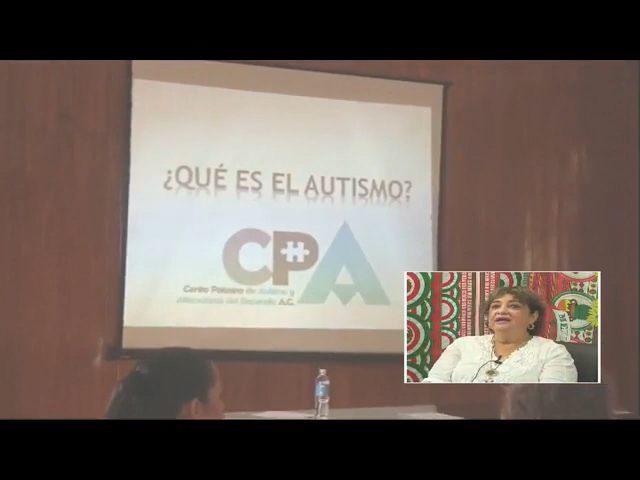 ¿QUÉ ES EL AUTISMO?
CPA
Centro Potosino de Autismo y
Alteraciones del Desarrollo A.C.